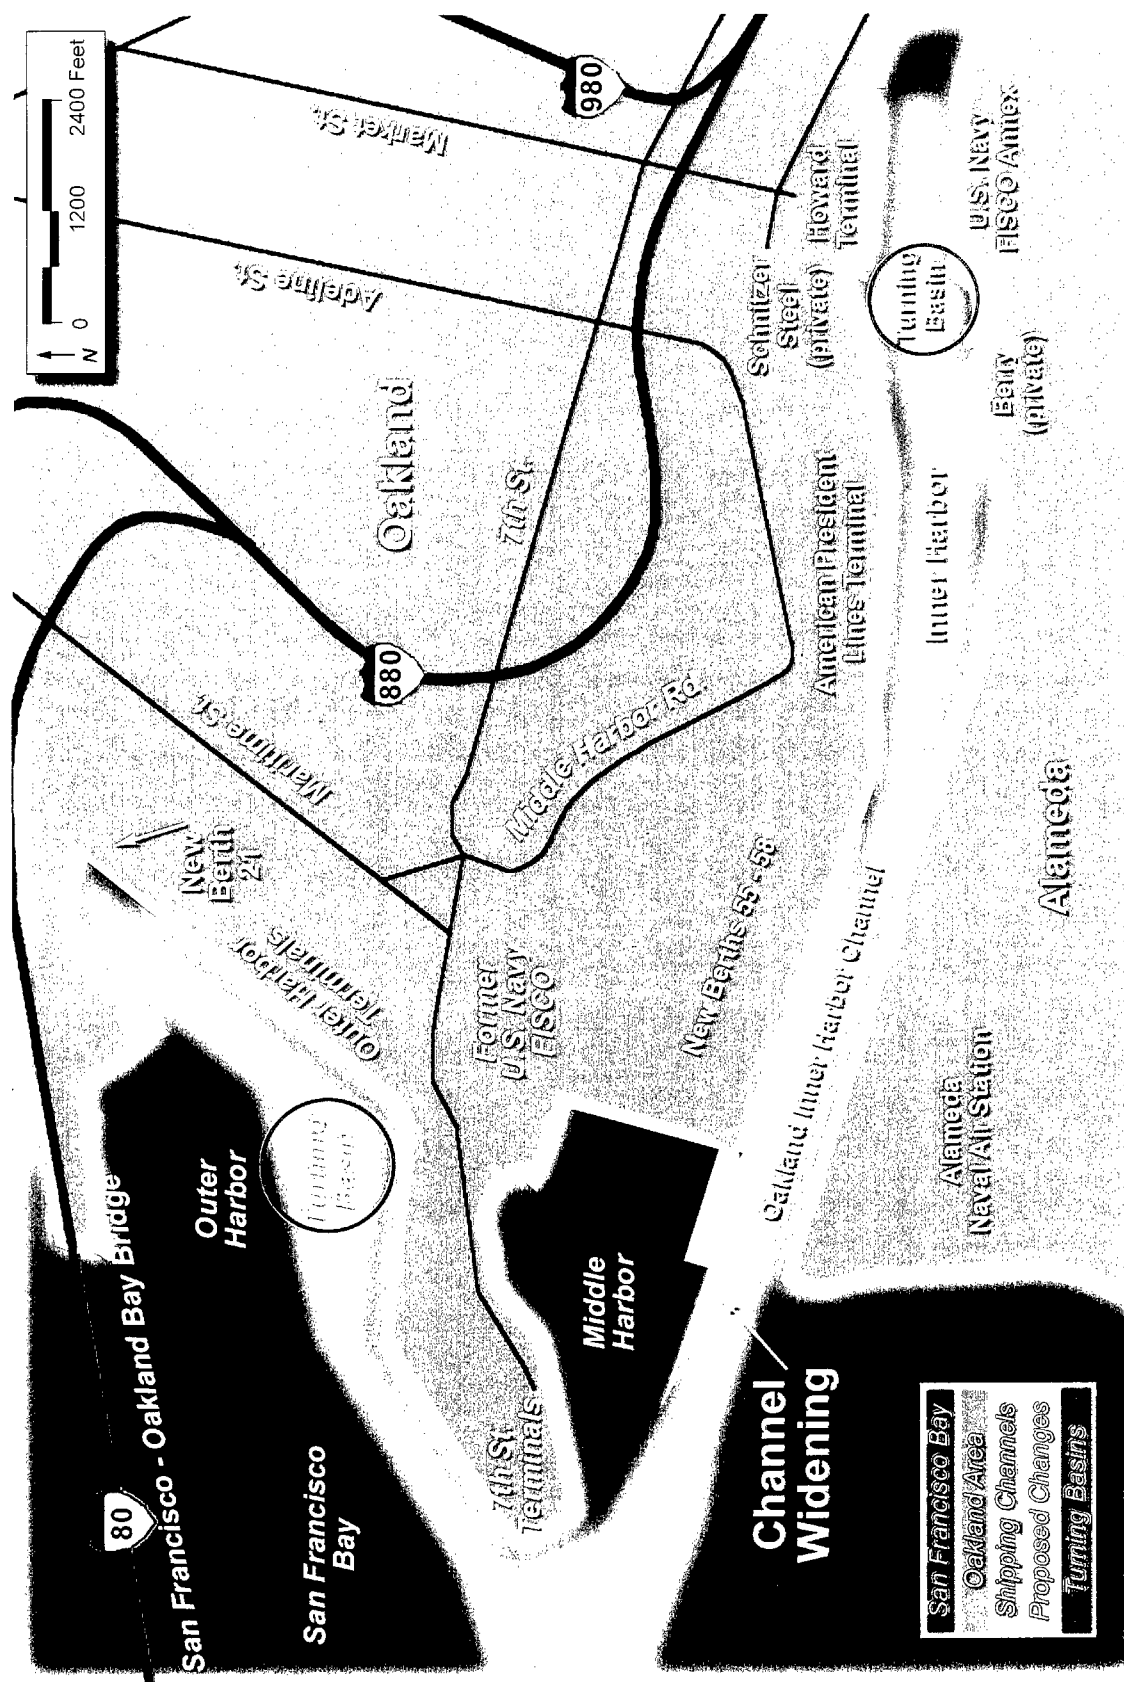 0 1200 2400 Feet
N
80
San Francisco - Oakland Bay Bridge
San Francisco
Bay
Outer
Harbor
Turning
Basin
Outer Harbor
Terminals
New
Berth
21
Maritime St.
880
Oakland
Adeline St.
Market St.
980
7th St.
Middle Harbor Rd.
Former
U.S. Navy
FISCO
7th St.
Terminals
Middle
Harbor
New Berths 55 - 58
American President
Lines Terminal
Schnitzer
Steel
(private)
Howard
Terminal
Turning
Basin
U.S. Navy
FISCO Annex
Berry
(private)
Inner Harbor
Oakland Inner Harbor Channel
Alameda
Alameda
Naval Air Station
Channel
Widening
San Francisco Bay
Oakland Area
Shipping Channels
Proposed Changes
Turning Basins